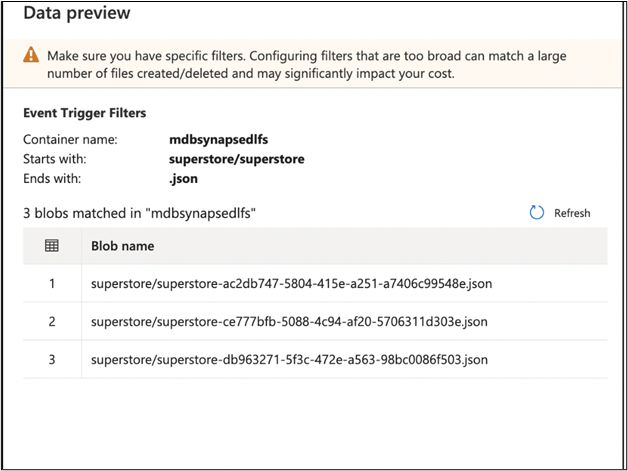 Data preview
Make sure you have specific filters. Configuring filters that are too broad can match a large
number of files created/deleted and may significantly impact your cost.
Event Trigger Filters
Container name: mdbsynapsedlfs
Starts with: superstore/superstore
Ends with: .json
3 blobs matched in "mdbsynapsedlfs" Refresh
Blob name
1 superstore/superstore-ac2db747-5804-415e-a251-a7406c99548e.json
2 superstore/superstore-ce777bfb-5088-4c94-af20-5706311d303e.json
3 superstore/superstore-db963271-5f3c-472e-a563-98bc0086f503.json